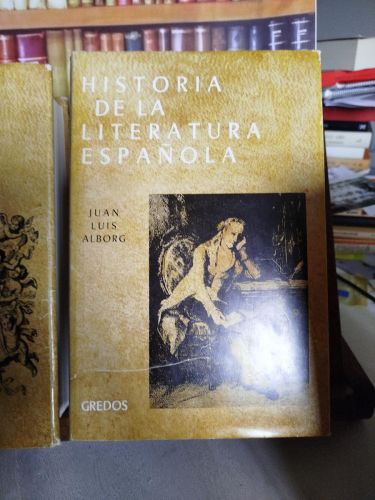 HISTORIA
DE LA
LITERATURA
ESPAÑOLA
JUAN
LUIS
ALBORG
GREDOS